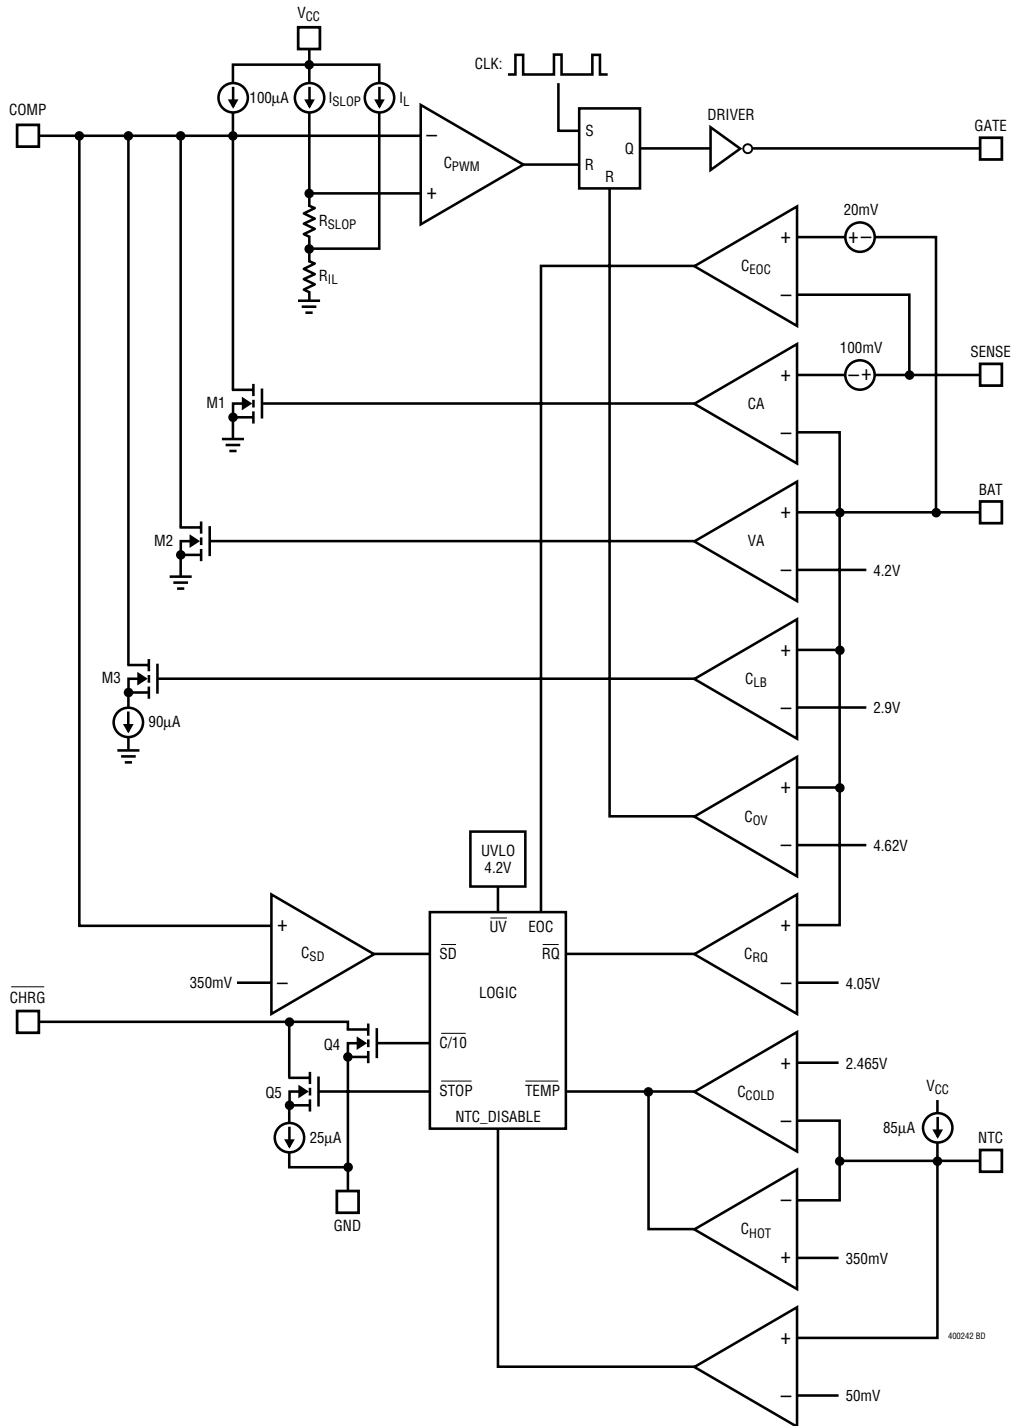 VCC
CLK:
100µA
ISLOP
IL
COMP
DRIVER
GATE
S
R
Q
R
−
CPWM
+
RSLOP
RIL
20mV
+ −
+
CEOC
−
100mV
− +
SENSE
+
CA
−
M1
BAT
+
VA
−
4.2V
M2
+
CLB
−
2.9V
M3
90µA
+
COV
−
4.62V
UVLO
4.2V
UV EOC
+
CSD
−
350mV
SD
RQ
LOGIC
+
CRQ
−
4.05V
CHRG
Q4
C/10
Q5
STOP
TEMP
NTC_DISABLE
25µA
GND
+
CCOLD
−
2.465V
VCC
85µA
NTC
−
CHOT
+
350mV
+
−
50mV
400242 BD